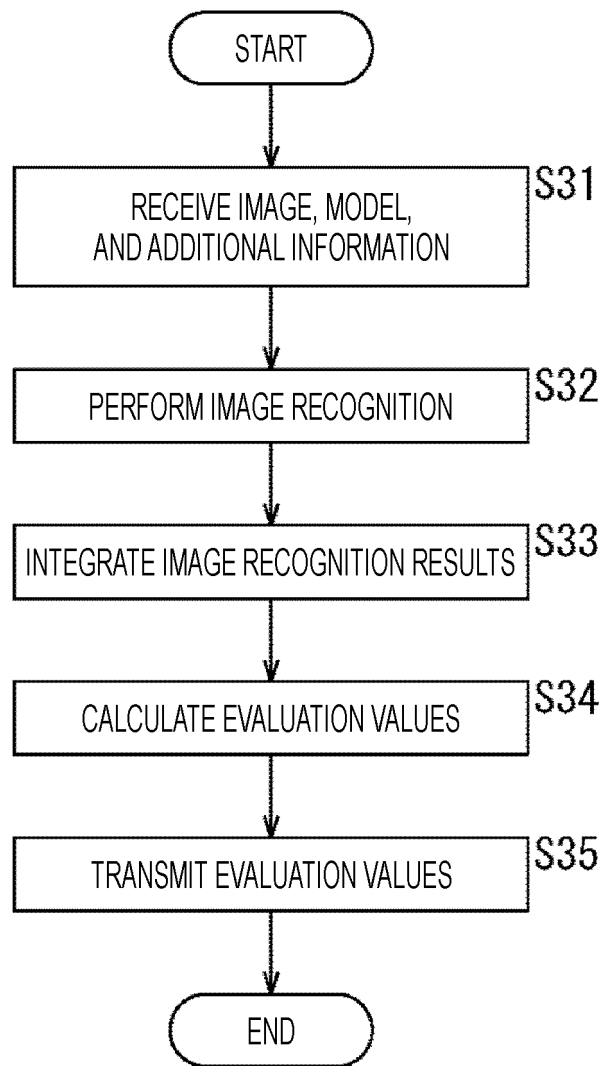 START
S31
RECEIVE IMAGE, MODEL,
AND ADDITIONAL INFORMATION
S32
PERFORM IMAGE RECOGNITION
S33
INTEGRATE IMAGE RECOGNITION RESULTS
S34
CALCULATE EVALUATION VALUES
S35
TRANSMIT EVALUATION VALUES
END